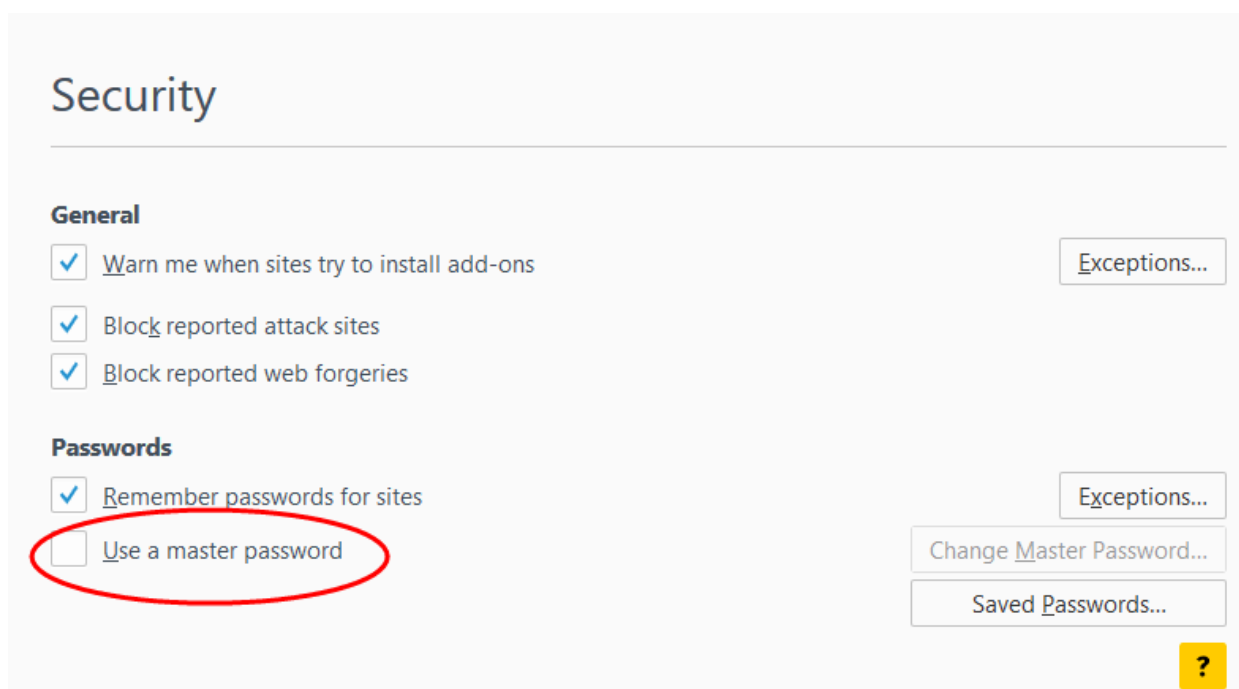 Security
General
Warn me when sites try to install add-ons
Exceptions...
Block reported attack sites
Block reported web forgeries
Passwords
Remember passwords for sites
Exceptions...
Use a master password
Change Master Password...
Saved Passwords...
?